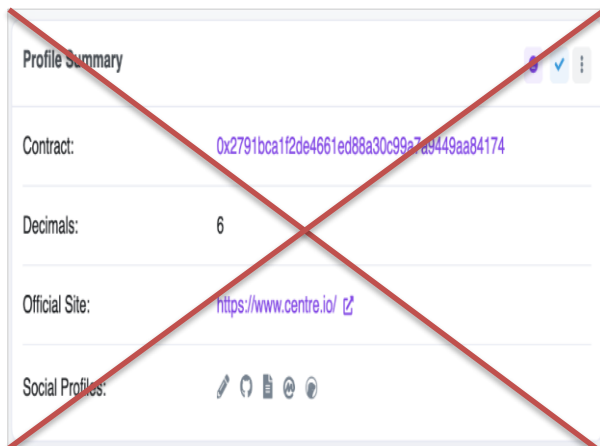 Profile Summary
Contract: 0x2791bca1f2de4661ed88a30c99a7a9449aa84174
Decimals: 6
Official Site: https://www.centre.io/
Social Profiles: